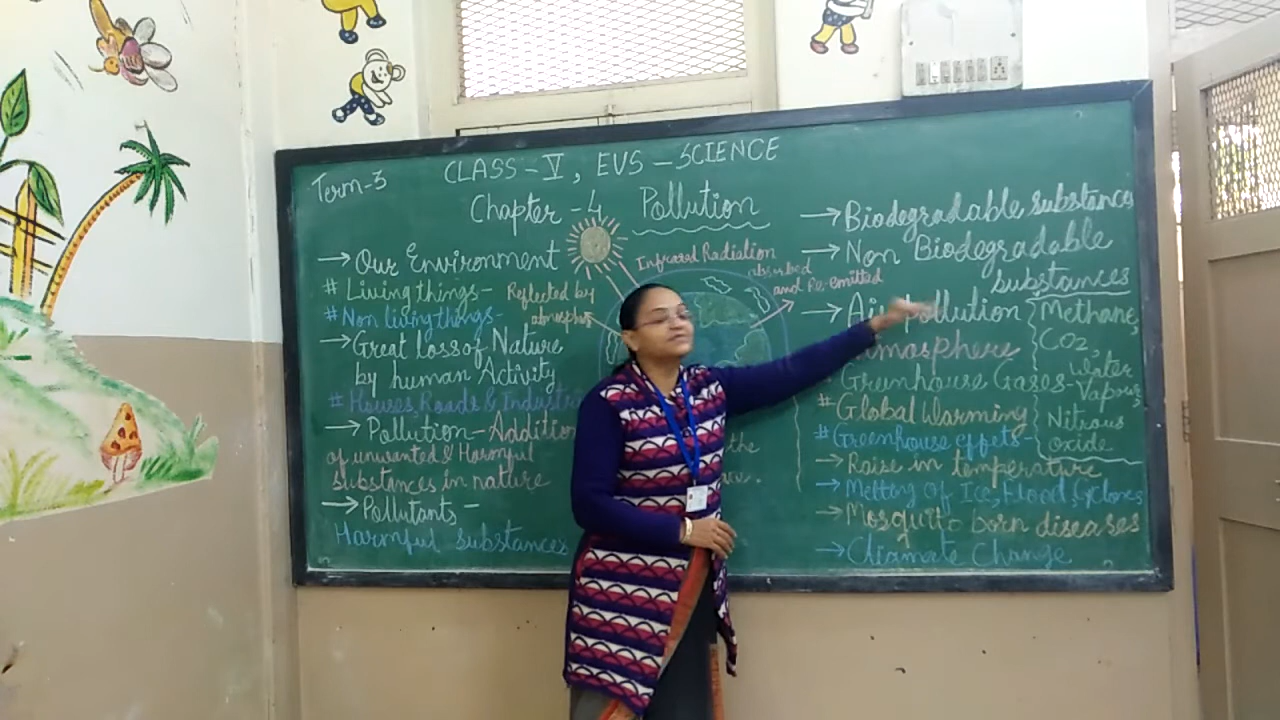 Term-3
CLASS-V, EVS-SCIENCE
Chapter-4 Pollution
→Our Environment
# Living things-
# Non living things-
→Great loss of Nature
by human Activity
# Houses, Roads &
→Pollution-Addition
of unwanted & Harmful
substances in nature
→Pollutants-
Harmful substances
Infrared Radiation
absorbed
and Re-emitted
Reflected by
the
→Biodegradable substance
→Non Biodegradable
substances
→Air pollution
Greenhouse Gases-
# Global Warming
Methane,
CO2,
Water
Vapour,
Nitrous
oxide
# Greenhouse effets-
→Raise in temperature
→Melting of Ice, Flood, Cyclones
→Mosquito born diseases
→Climate Change